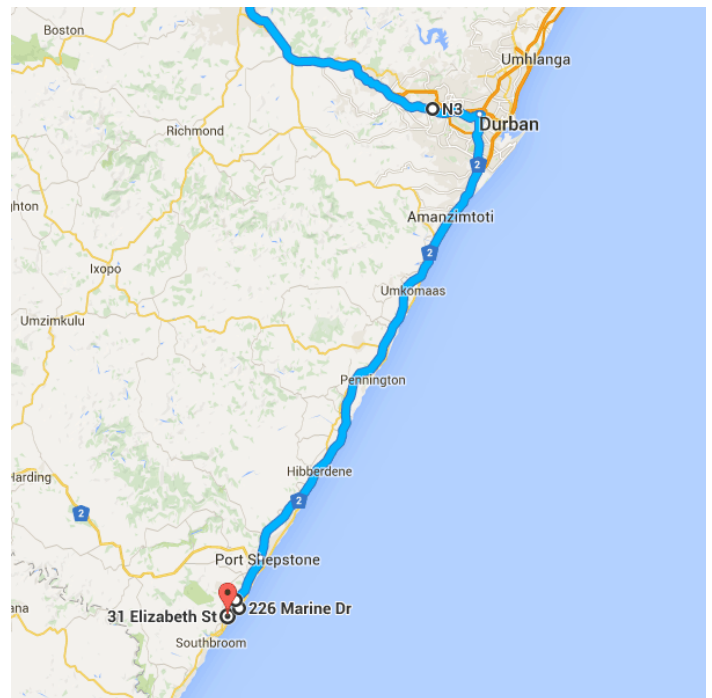 Boston
Umhlanga
N3
Durban
Richmond
2
Amanzimtoti
ghton
2
Ixopo
Umkomaas
Umzimkulu
Pennington
Hibberdene
Harding
2
2
Port Shepstone
ana
31 Elizabeth St
226 Marine Dr
Southbroom